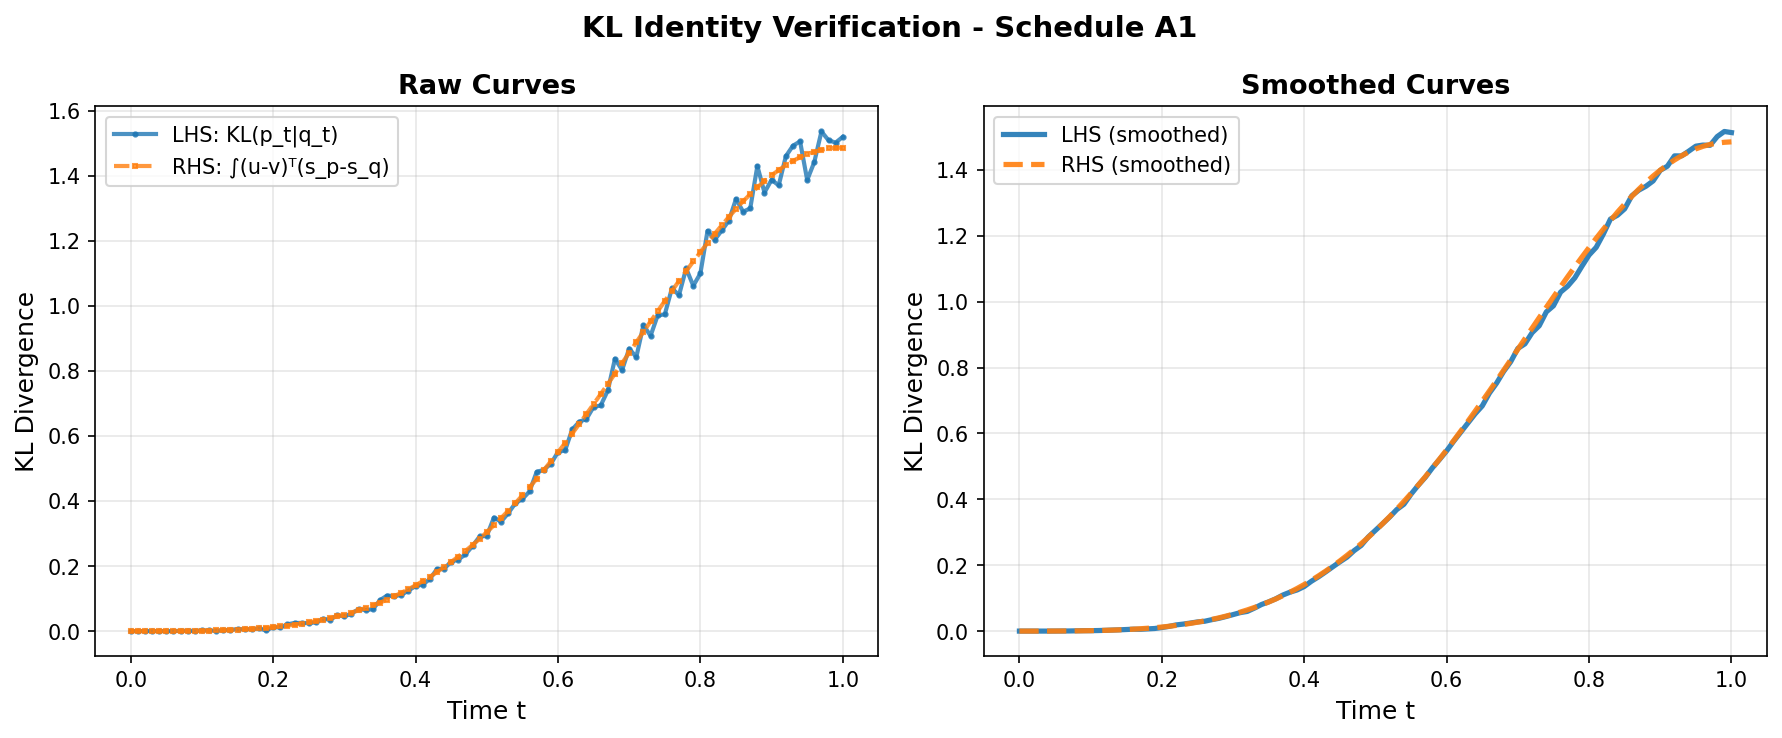 KL Identity Verification - Schedule A1
Raw Curves
LHS: KL(p_t|q_t)
RHS: ∫(u-v)ᵀ(s_p-s_q)
KL Divergence
1.6
1.4
1.2
1.0
0.8
0.6
0.4
0.2
0.0
0.0 0.2 0.4 0.6 0.8 1.0
Time t
Smoothed Curves
LHS (smoothed)
RHS (smoothed)
KL Divergence
1.4
1.2
1.0
0.8
0.6
0.4
0.2
0.0
0.0 0.2 0.4 0.6 0.8 1.0
Time t